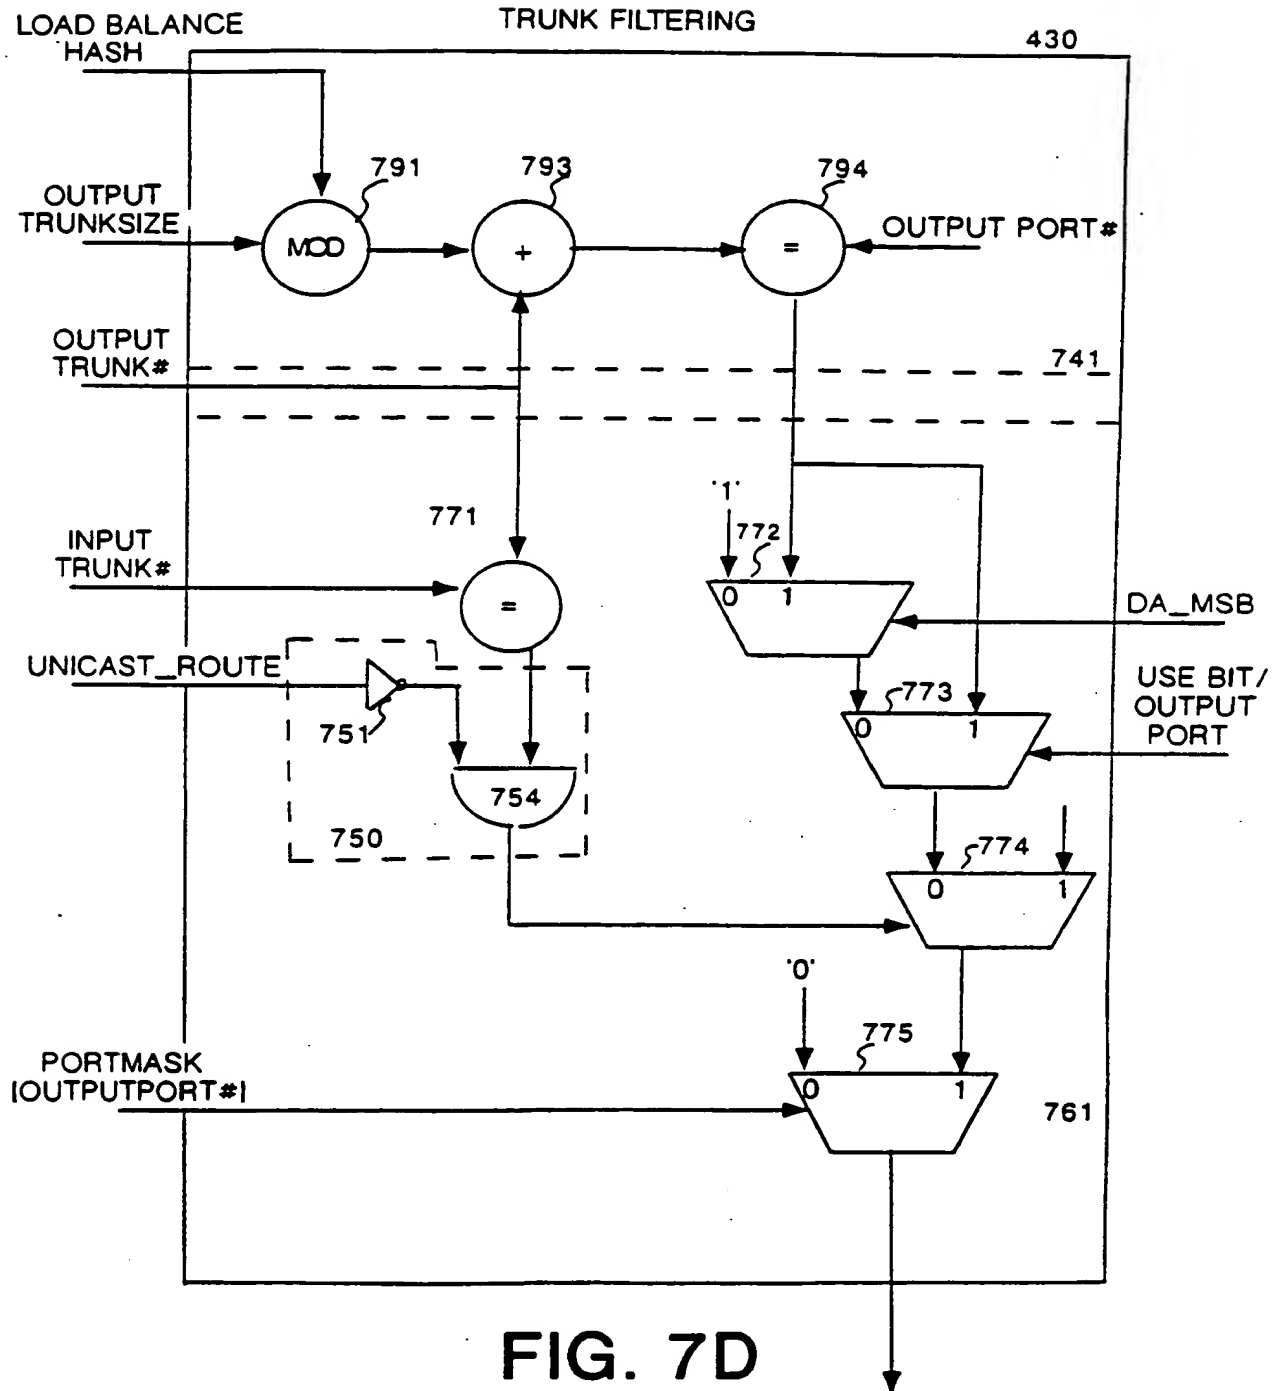 TRUNK FILTERING
LOAD BALANCE
HASH
430
791
793
794
OUTPUT
TRUNKSIZE
MOD
+
=
OUTPUT PORT#
OUTPUT
TRUNK#
741
'1'
771
772
INPUT
TRUNK#
=
0 1
DA_MSB
UNICAST_ROUTE
751
773
0 1
USE BIT/
OUTPUT
PORT
754
750
774
0 1
'0'
775
PORTMASK
[OUTPUTPORT#]
0 1
761
FIG. 7D